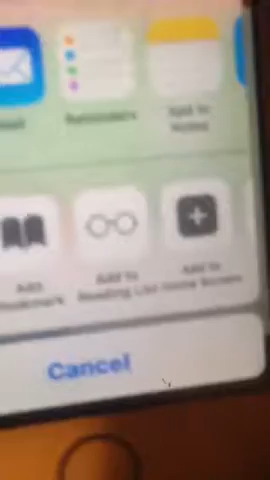 Reminders
Add to
Notes
Add
Bookmark
Add to
Reading List
Add to
Home Screen
Cancel